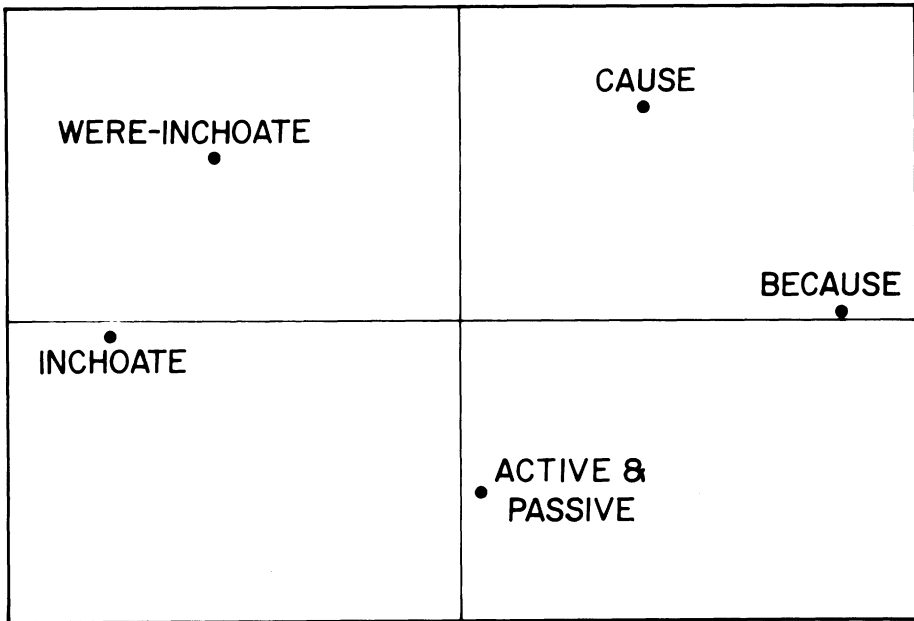 CAUSE
WERE-INCHOATE
BECAUSE
INCHOATE
ACTIVE &
PASSIVE